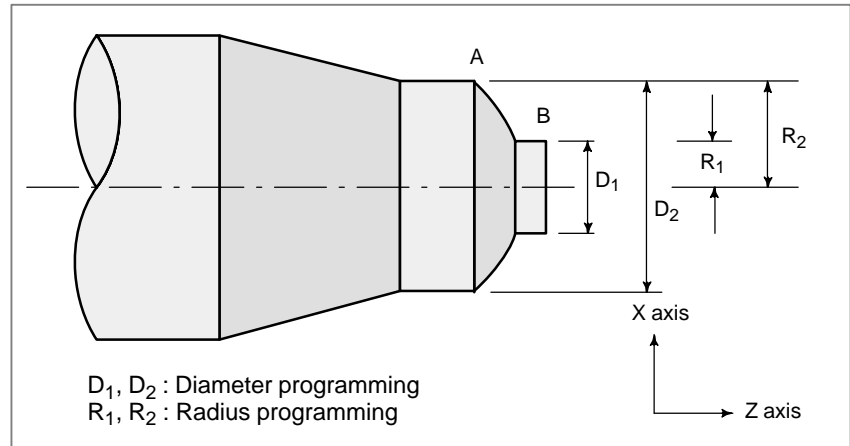 A
B
D₁
D₂
R₁
R₂
X axis
Z axis
D₁, D₂ : Diameter programming
R₁, R₂ : Radius programming